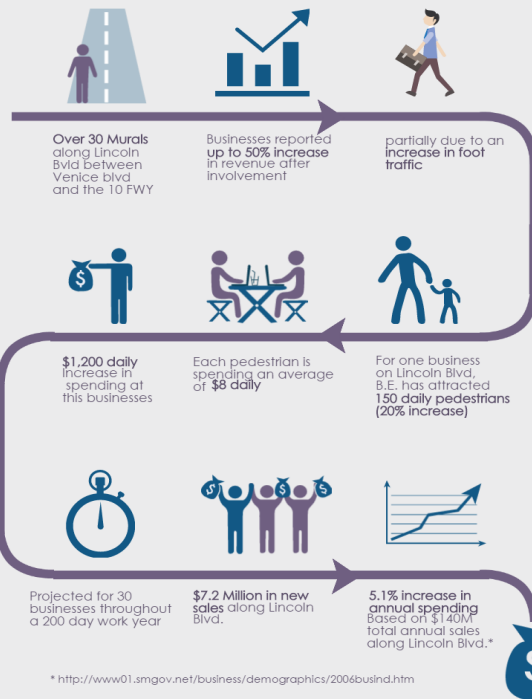 Over 30 Murals
along Lincoln
Bvld between
Venice blvd
and the 10 FWY
Businesses reported
up to 50% increase
in revenue after
involvement
partially due to an
increase in foot
traffic
For one business
on Lincoln Blvd,
B.E. has attracted
150 daily pedestrians
(20% increase)
Each pedestrian is
spending an average
of $8 daily
$1,200 daily
increase in
spending at
this businesses
Projected for 30
businesses throughout
a 200 day work year
$7.2 Million in new
sales along Lincoln
Blvd.
5.1% increase in
annual spending
Based on $140M
total annual sales
along Lincoln Blvd.*
* http://www01.smgov.net/business/demographics/2006busind.htm